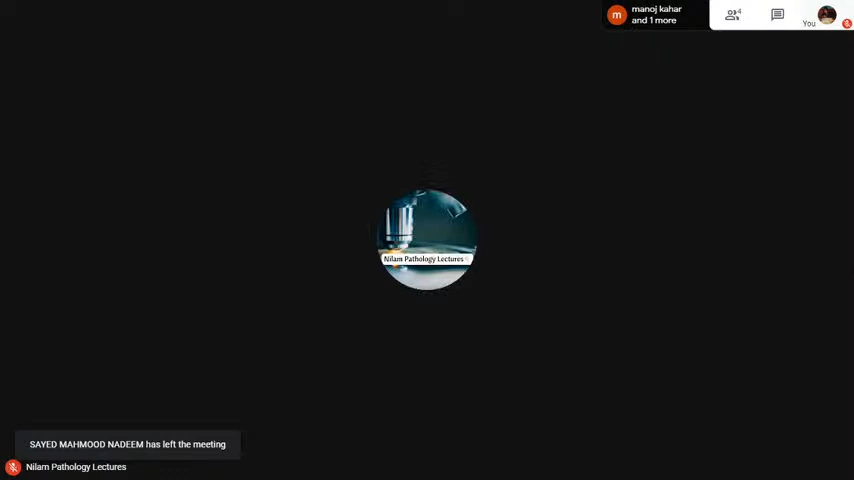 manoj kahar
and 1 more
m
4
You
Nilam Pathology Lectures
SAYED MAHMOOD NADEEM has left the meeting
Nilam Pathology Lectures